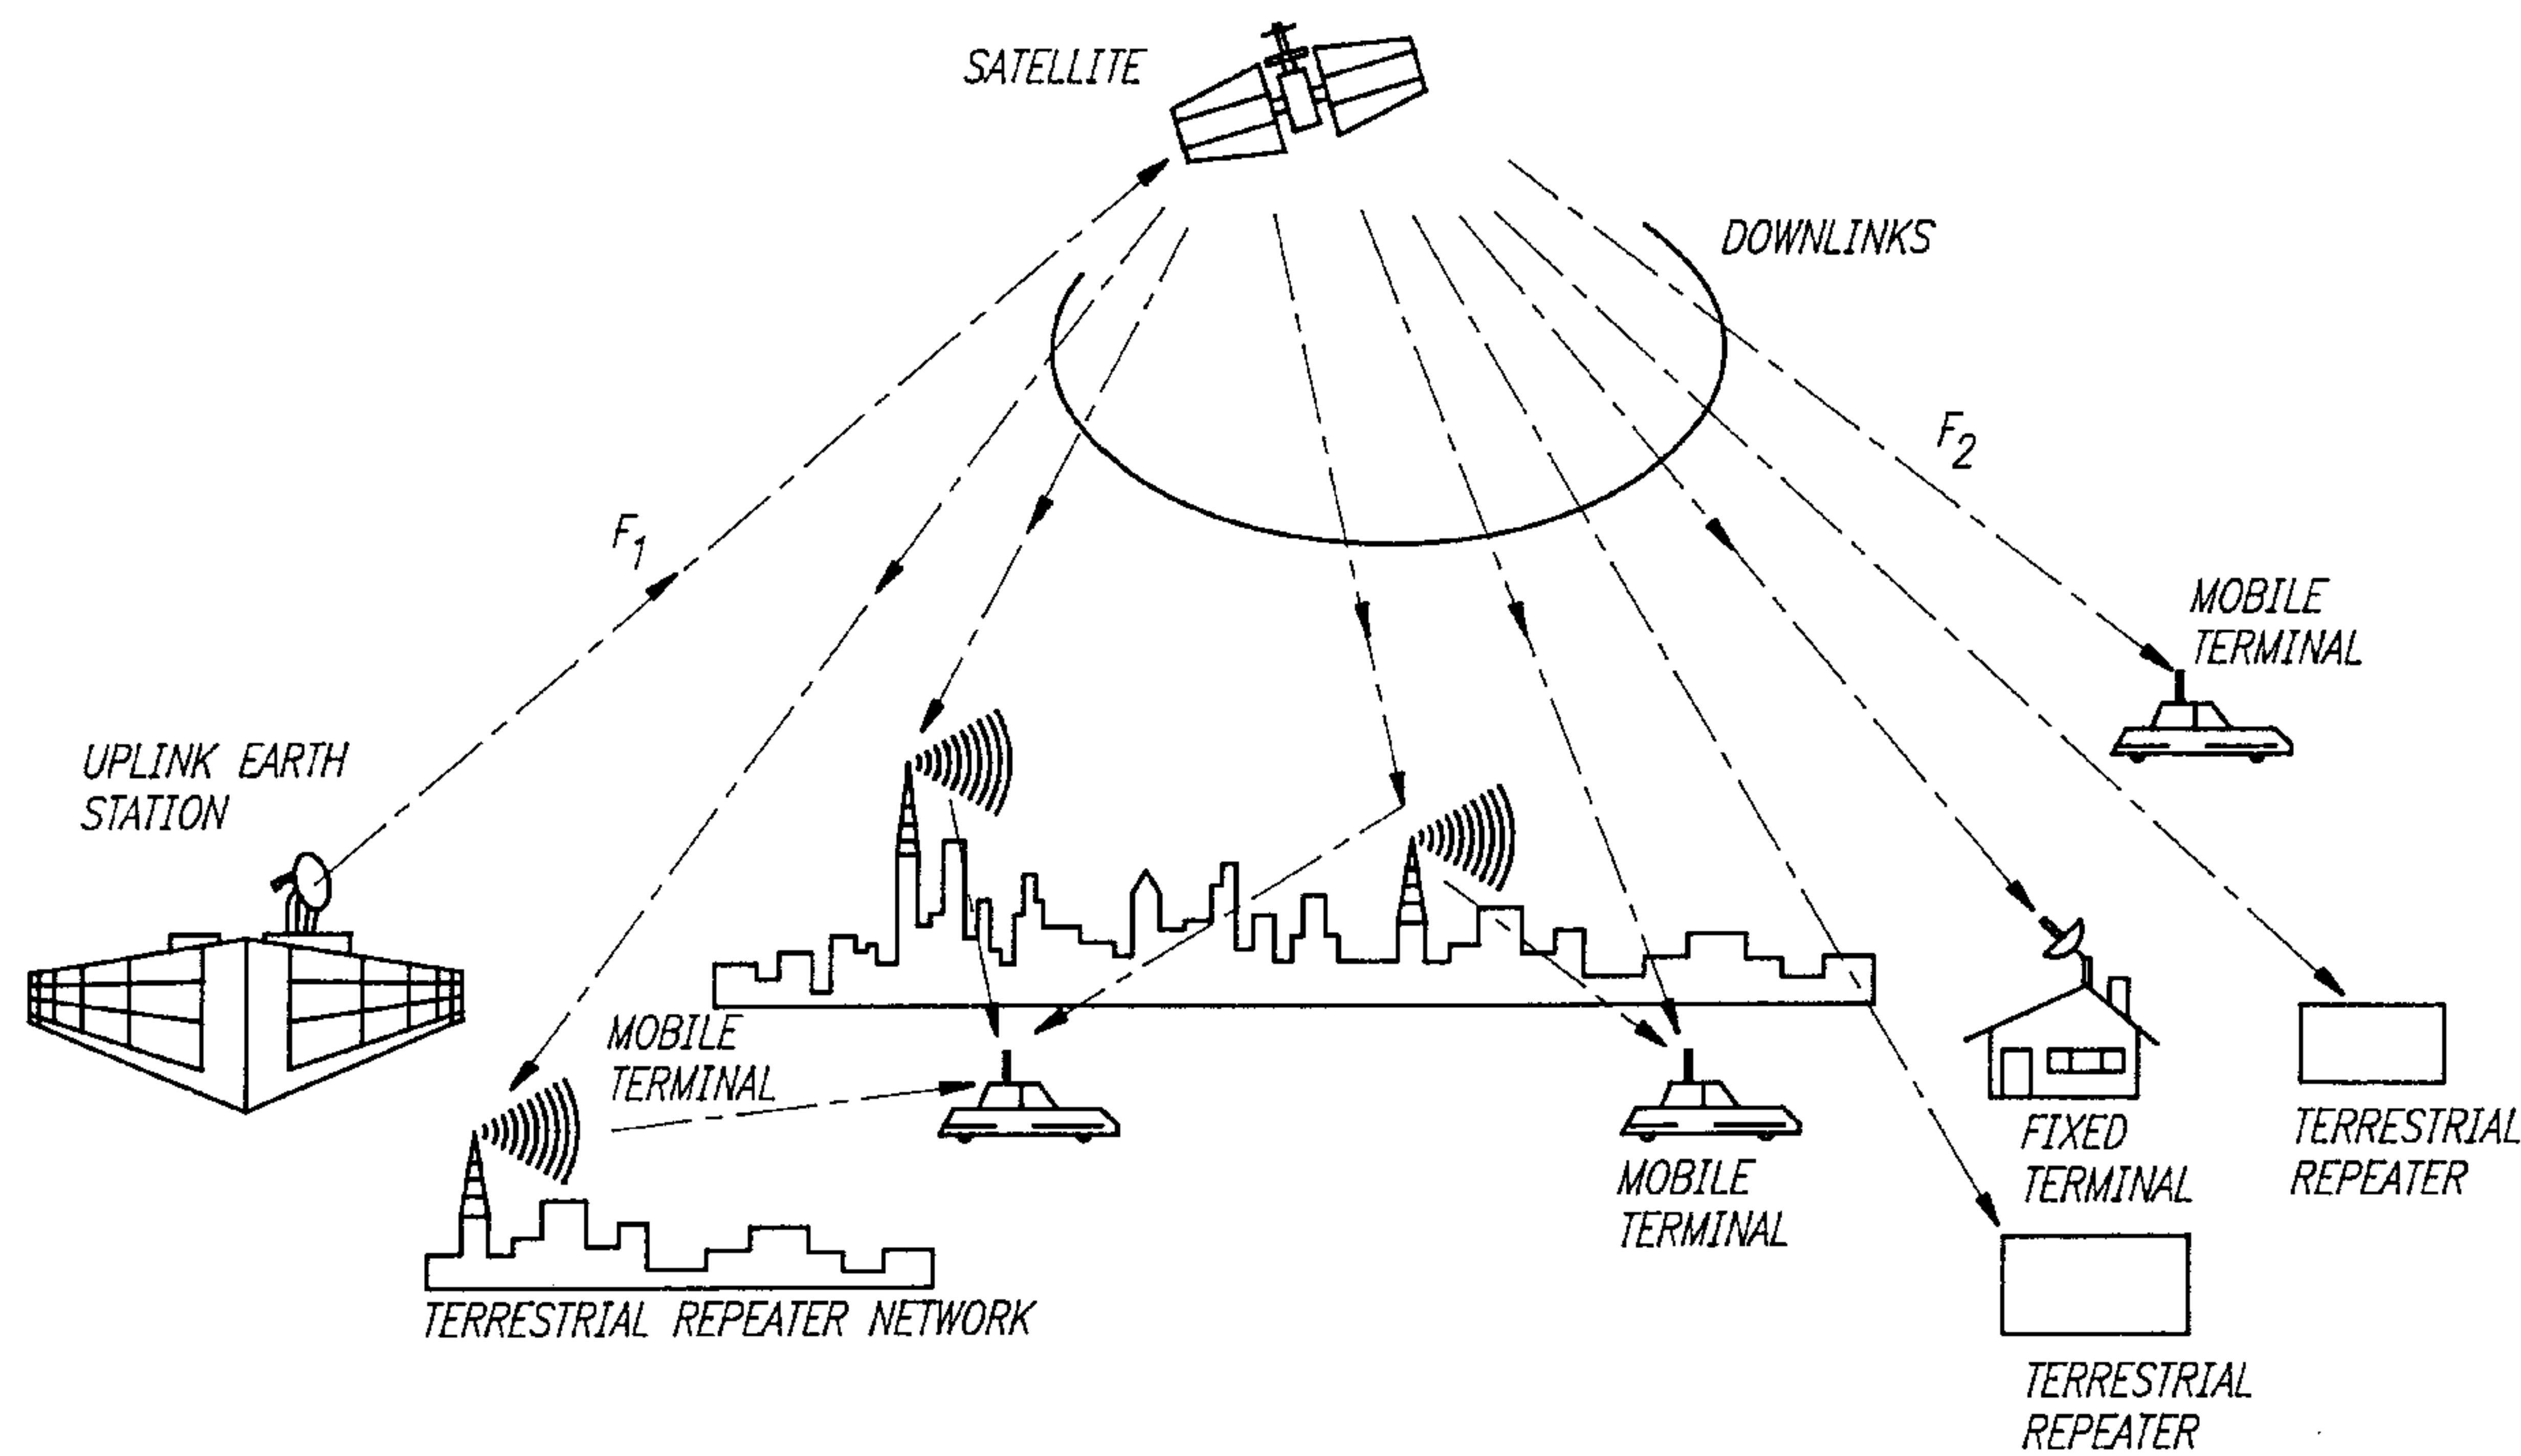 SATELLITE
DOWNLINKS
F2
F1
MOBILE
TERMINAL
UPLINK EARTH
STATION
MOBILE
TERMINAL
FIXED
TERMINAL
TERRESTRIAL
REPEATER
MOBILE
TERMINAL
TERRESTRIAL REPEATER NETWORK
TERRESTRIAL
REPEATER